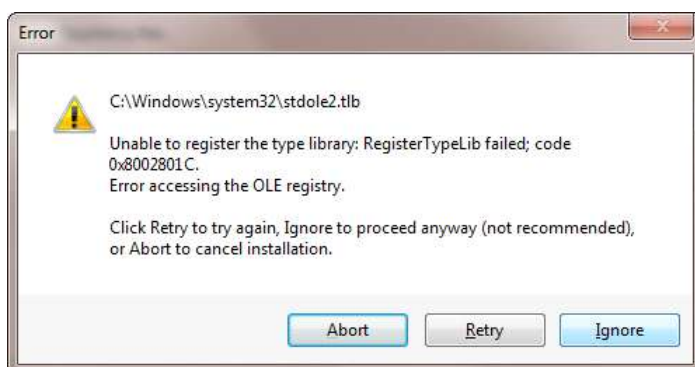 Error
C:\Windows\system32\stdole2.tlb
Unable to register the type library: RegisterTypeLib failed; code
0x8002801C.
Error accessing the OLE registry.
Click Retry to try again, Ignore to proceed anyway (not recommended),
or Abort to cancel installation.
Abort Retry Ignore